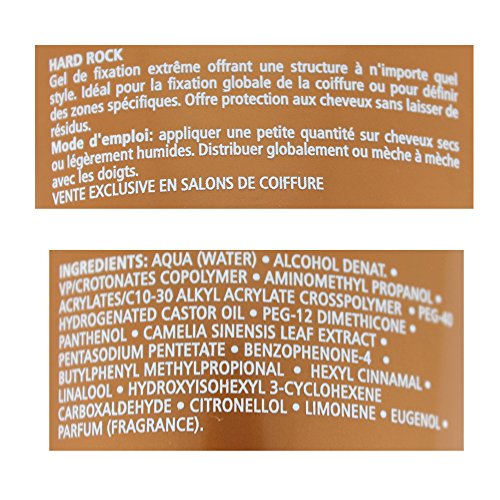 HARD ROCK
Gel de fixation extrême offrant une structure à n'importe quel
style. Idéal pour la fixation globale de la coiffure ou pour définir
des zones spécifiques. Offre protection aux cheveux sans laisser de
résidus.
Mode d'emploi: appliquer une petite quantité sur cheveux secs
ou légèrement humides. Distribuer globalement ou mèche à mèche
avec les doigts.
VENTE EXCLUSIVE EN SALONS DE COIFFURE
INGREDIENTS: AQUA (WATER) • ALCOHOL DENAT. •
VP/CROTONATES COPOLYMER • AMINOMETHYL PROPANOL •
ACRYLATES/C10-30 ALKYL ACRYLATE CROSSPOLYMER • PEG-40
HYDROGENATED CASTOR OIL • PEG-12 DIMETHICONE •
PANTHENOL • CAMELIA SINENSIS LEAF EXTRACT •
PENTASODIUM PENTETATE • BENZOPHENONE-4 •
BUTYLPHENYL METHYLPROPIONAL • HEXYL CINNAMAL •
LINALOOL • HYDROXYISOHEXYL 3-CYCLOHEXENE
CARBOXALDEHYDE • CITRONELLOL • LIMONENE • EUGENOL •
PARFUM (FRAGRANCE).